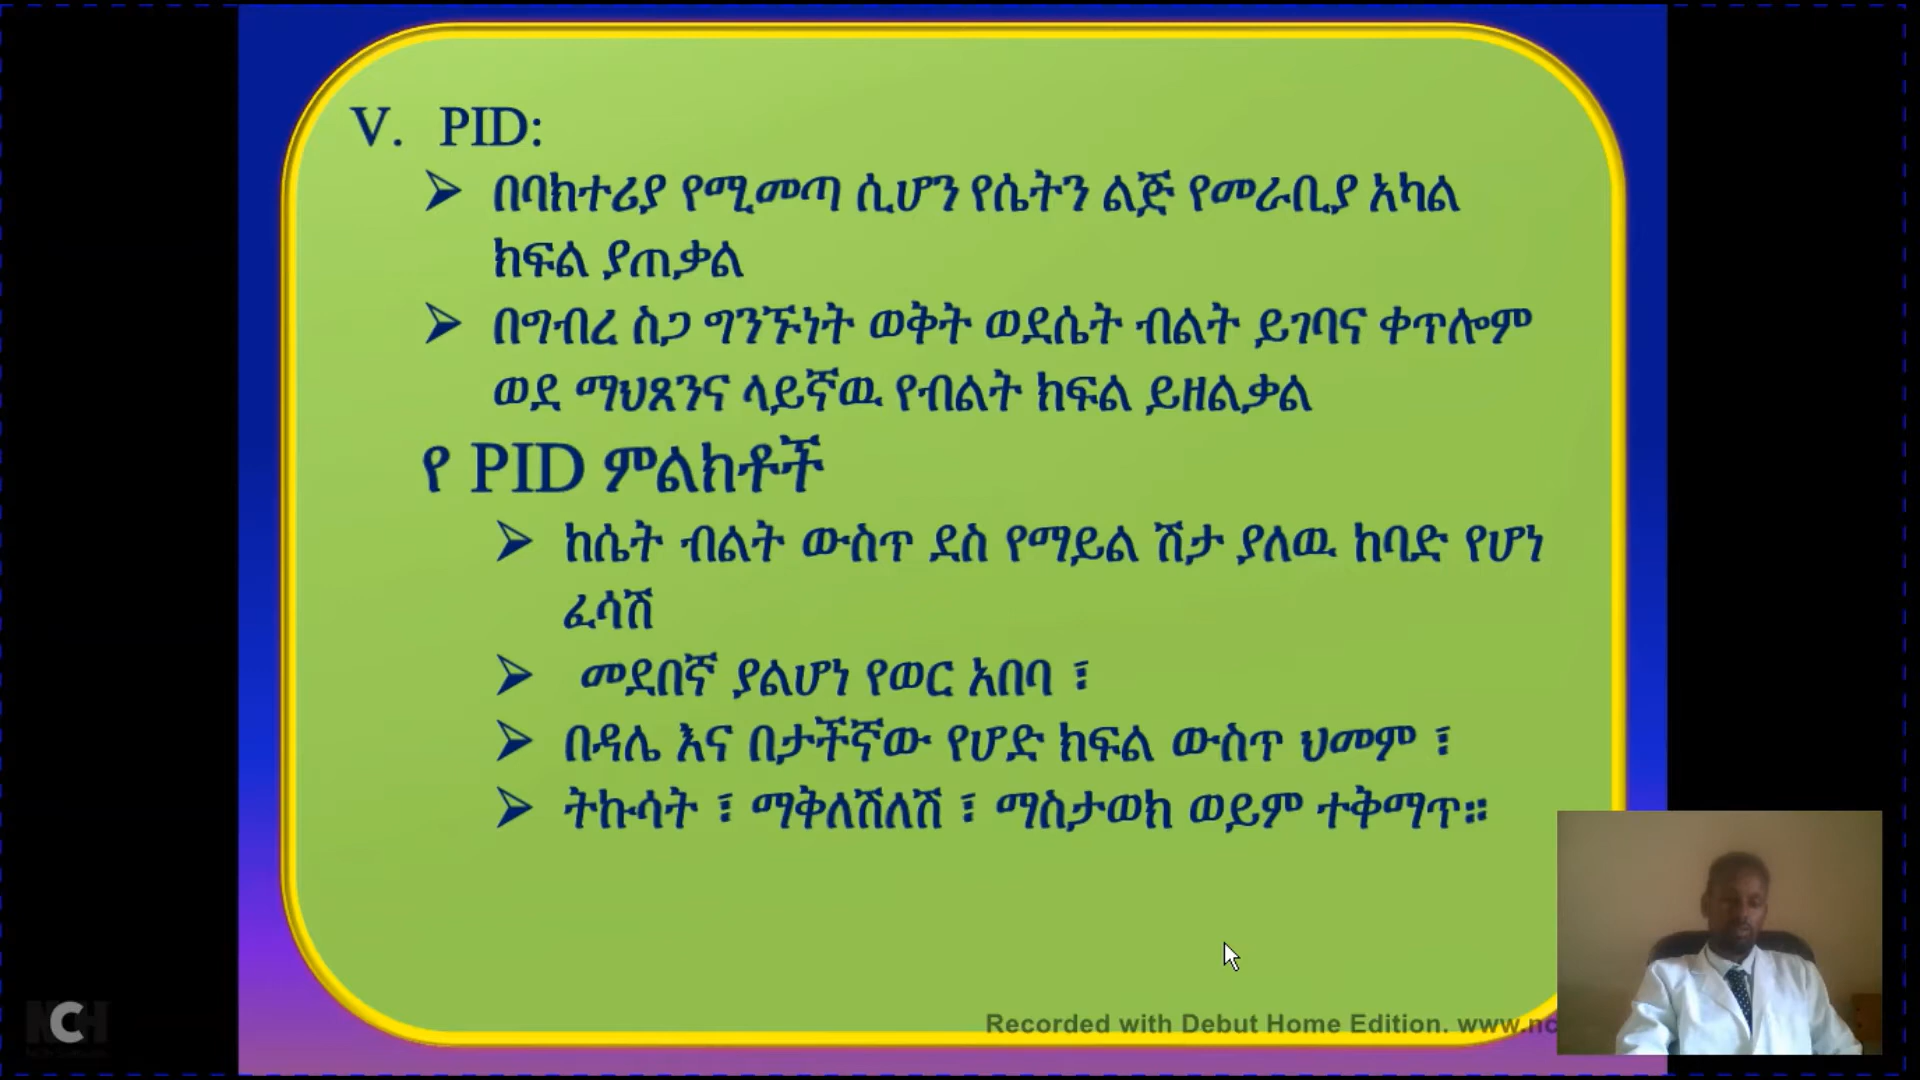 V. PID:
➢ በባክተሪያ የሚመጣ ሲሆን የሴትን ልጅ የመራቢያ አካል
ክፍል ያጠቃል
➢ በግብረ ስጋ ግንኙነት ወቅት ወደሴት ብልት ይገባና ቀጥሎም
ወደ ማህጸንና ላይኛዉ የብልት ክፍል ይዘልቃል
የ PID ምልክቶች
➢ ከሴት ብልት ውስጥ ደስ የማይል ሽታ ያለዉ ከባድ የሆነ
ፈሳሽ
➢ መደበኛ ያልሆነ የወር አበባ ፣
➢ በዳሌ እና በታችኛው የሆድ ክፍል ውስጥ ህመም ፣
➢ ትኩሳት ፣ ማቅለሽለሽ ፣ ማስታወክ ወይም ተቅማጥ።
Recorded with Debut Home Edition. www.nc
NCH